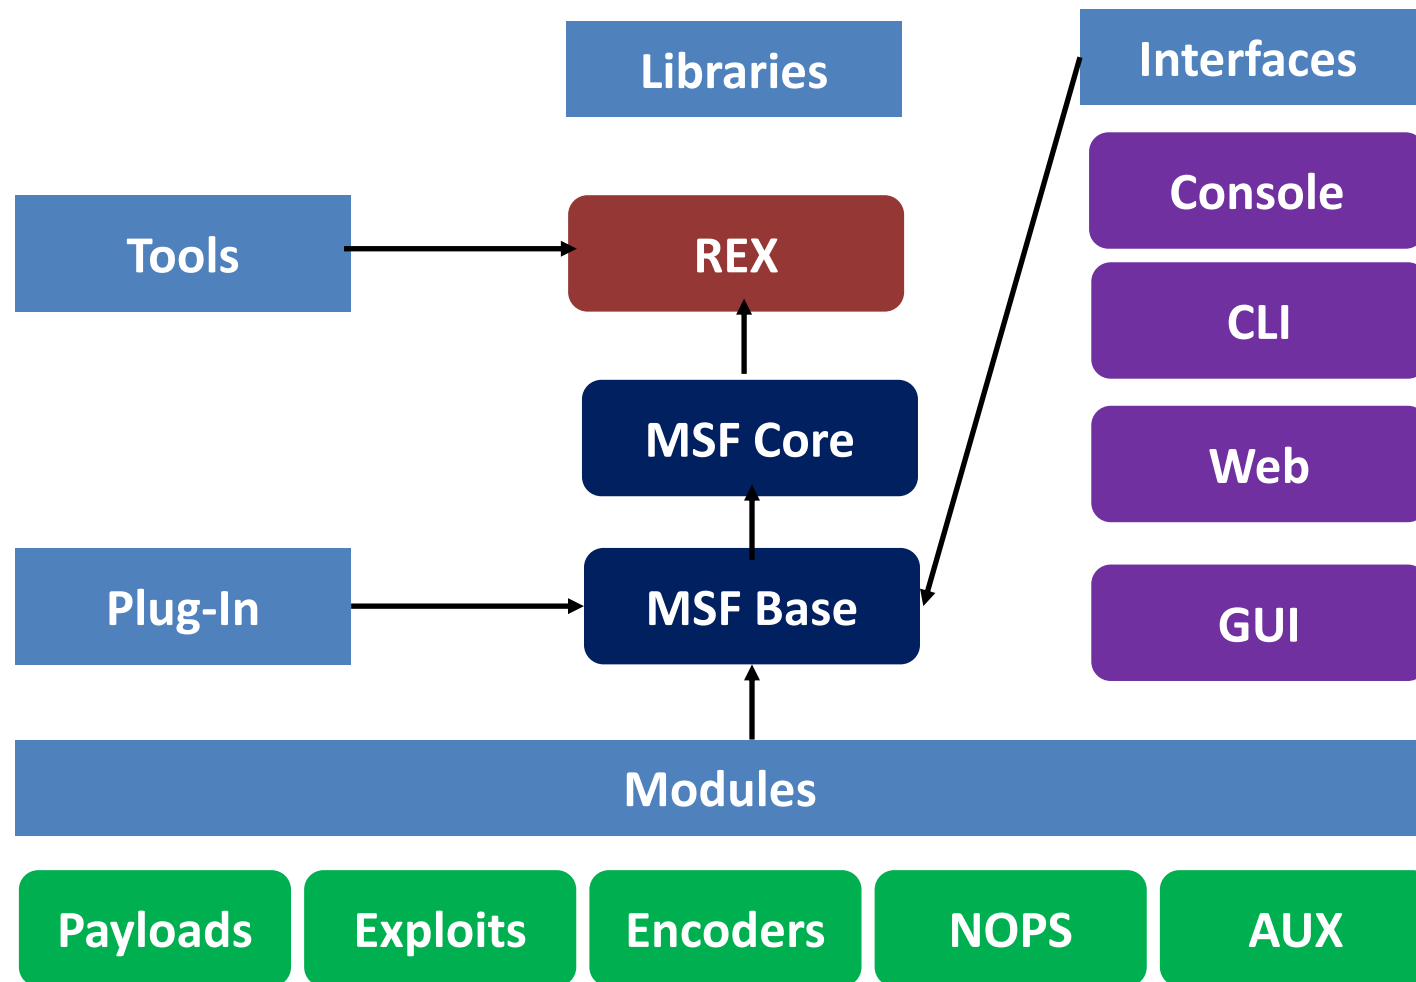 Libraries
Interfaces
Console
Tools
REX
CLI
MSF Core
Web
Plug-In
MSF Base
GUI
Modules
Payloads
Exploits
Encoders
NOPS
AUX